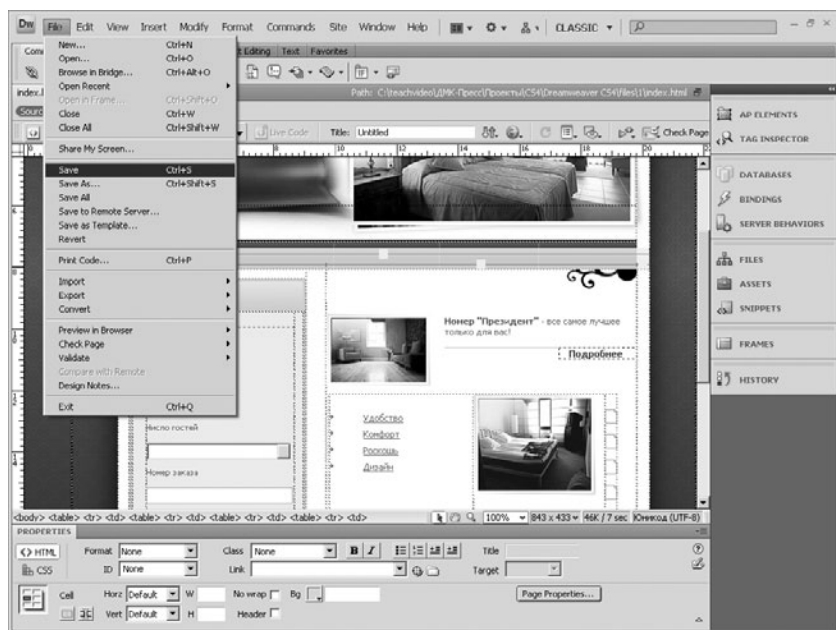 Dw File Edit View Insert Modify Format Commands Site Window Help CLASSIC
t Editing Text Favorites
index.
Path: C:\teachvideo\ДМК-Пресс\Проекты\CS4\Dreamweaver CS4\files\1\index.html
Live Code Title: Untitled Check Page
New... Ctrl+N
Open... Ctrl+O
Browse in Bridge... Ctrl+Alt+O
Open Recent
Open in Frame... Ctrl+Shift+O
Close Ctrl+W
Close All Ctrl+Shift+W
Share My Screen...
Save Ctrl+S
Save As... Ctrl+Shift+S
Save All
Save to Remote Server...
Save as Template...
Revert
Print Code... Ctrl+P
Import
Export
Convert
Preview in Browser
Check Page
Validate
Compare with Remote
Design Notes...
Exit Ctrl+Q
Число гостей
Номер заказа
Номер "Президент" - все самое лучшее
только для вас!
Подробнее
Удобство
Комфорт
Роскошь
Дизайн
AP ELEMENTS
TAG INSPECTOR
DATABASES
BINDINGS
SERVER BEHAVIORS
FILES
ASSETS
SNIPPETS
FRAMES
HISTORY
<body> <table> <tr> <td> <table> <tr> <td> <table> <tr> <td> <table> <tr> <td> 100% 843 x 433 46K / 7 sec Юникод (UTF-8)
PROPERTIES
<> HTML Format None Class None B I Title
CSS ID None Link Target
Cell Horz Default W No wrap Bg Page Properties...
Vert Default H Header